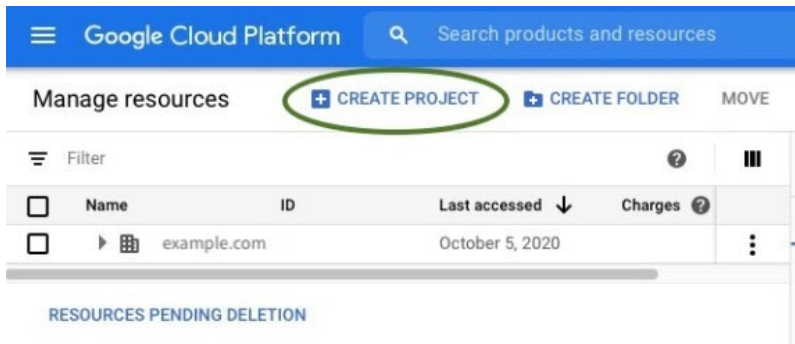 Google Cloud Platform Search products and resources
Manage resources CREATE PROJECT CREATE FOLDER MOVE
Filter
Name ID Last accessed Charges
example.com October 5, 2020
RESOURCES PENDING DELETION